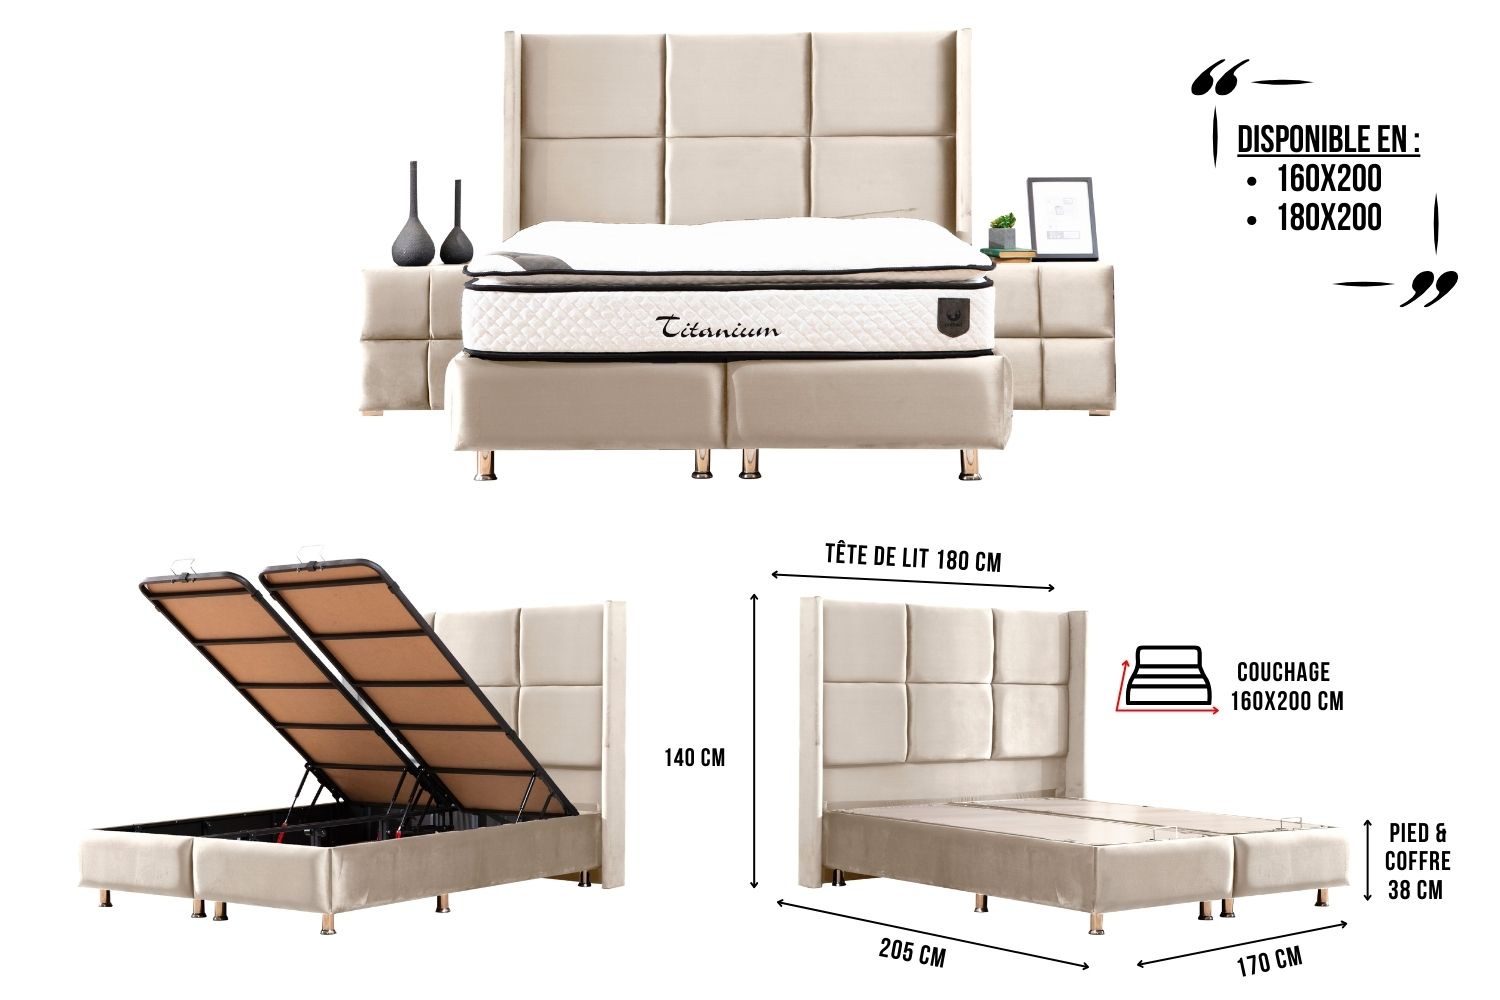 DISPONIBLE EN :
• 160X200
• 180X200
Titanium
TÊTE DE LIT 180 CM
140 CM
COUCHAGE
160X200 CM
PIED &
COFFRE
38 CM
205 CM
170 CM